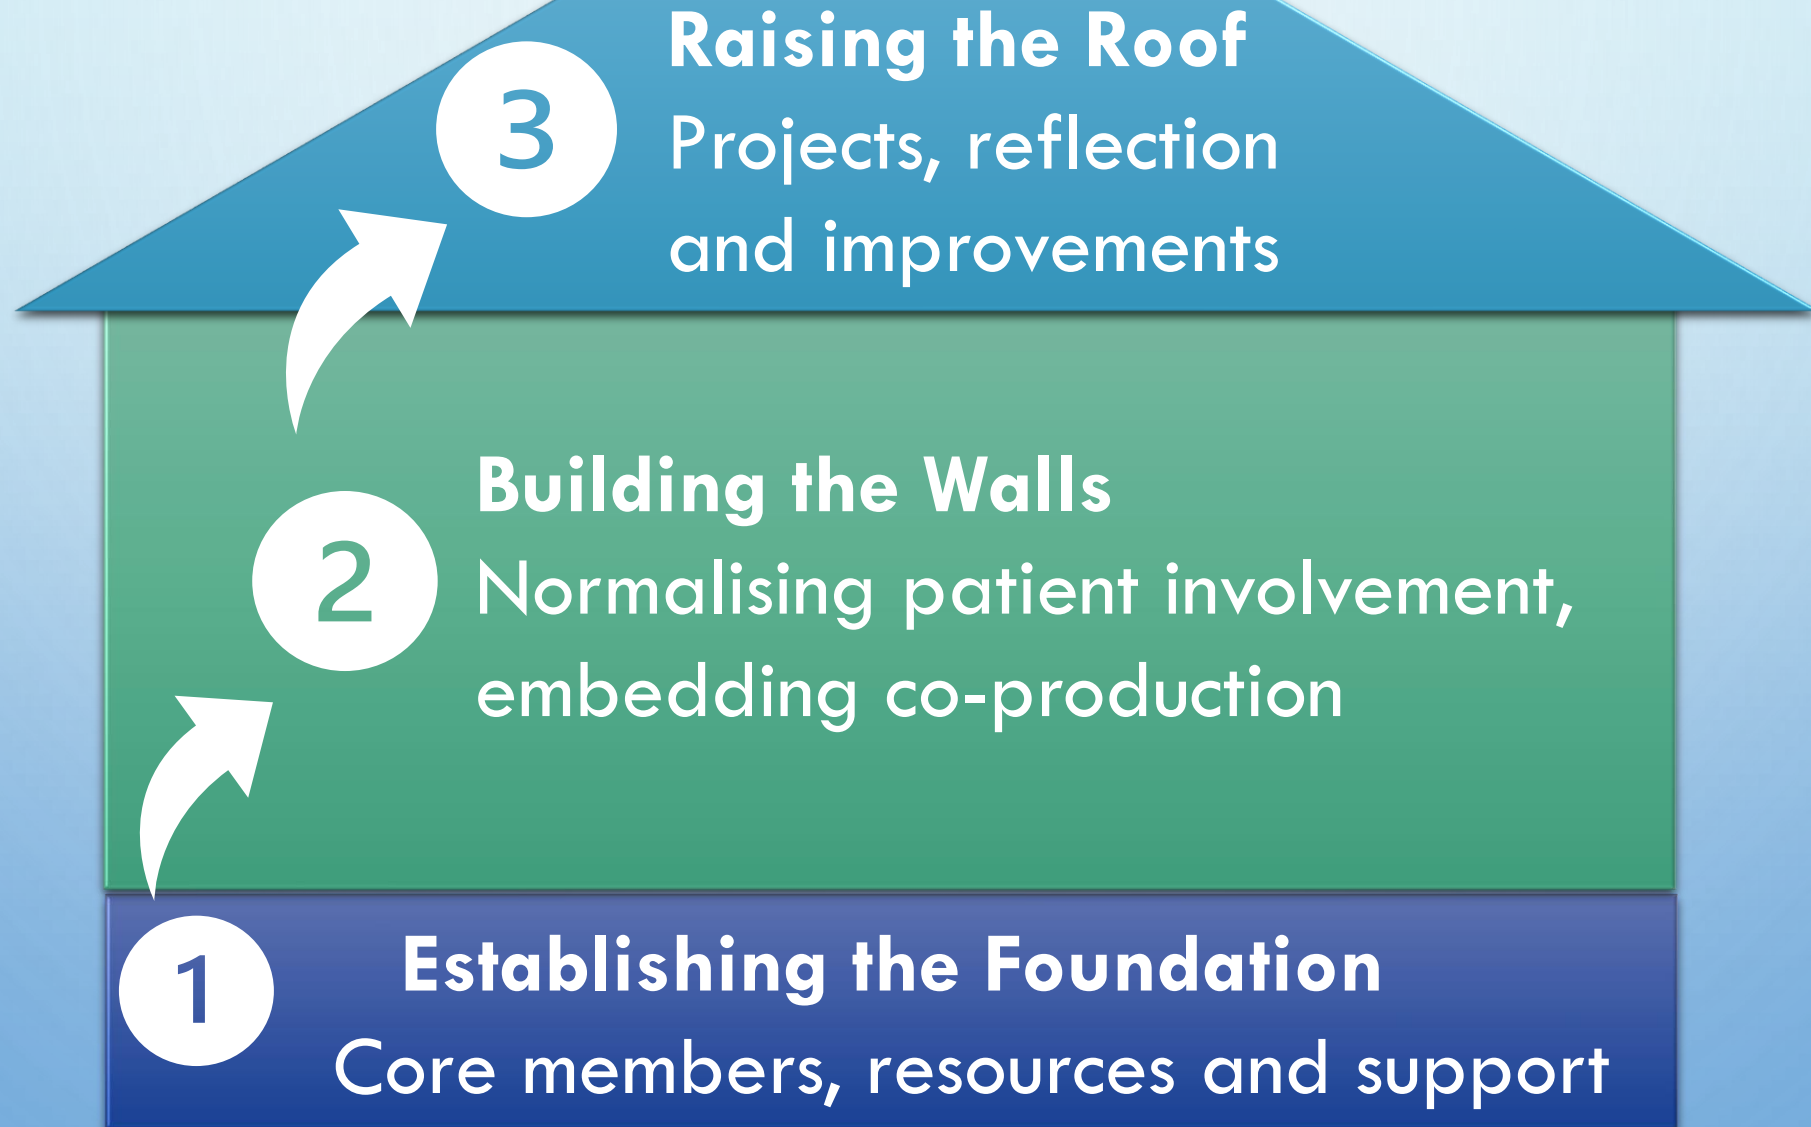 3
Raising the Roof
Projects, reflection
and improvements
2
Building the Walls
Normalising patient involvement,
embedding co-production
1
Establishing the Foundation
Core members, resources and support